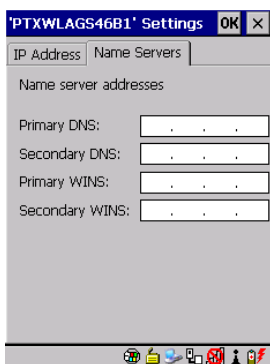 'PTXWLAGS46B1' Settings OK ×
IP Address Name Servers
Name server addresses
Primary DNS: . . .
Secondary DNS: . . .
Primary WINS: . . .
Secondary WINS: . . .